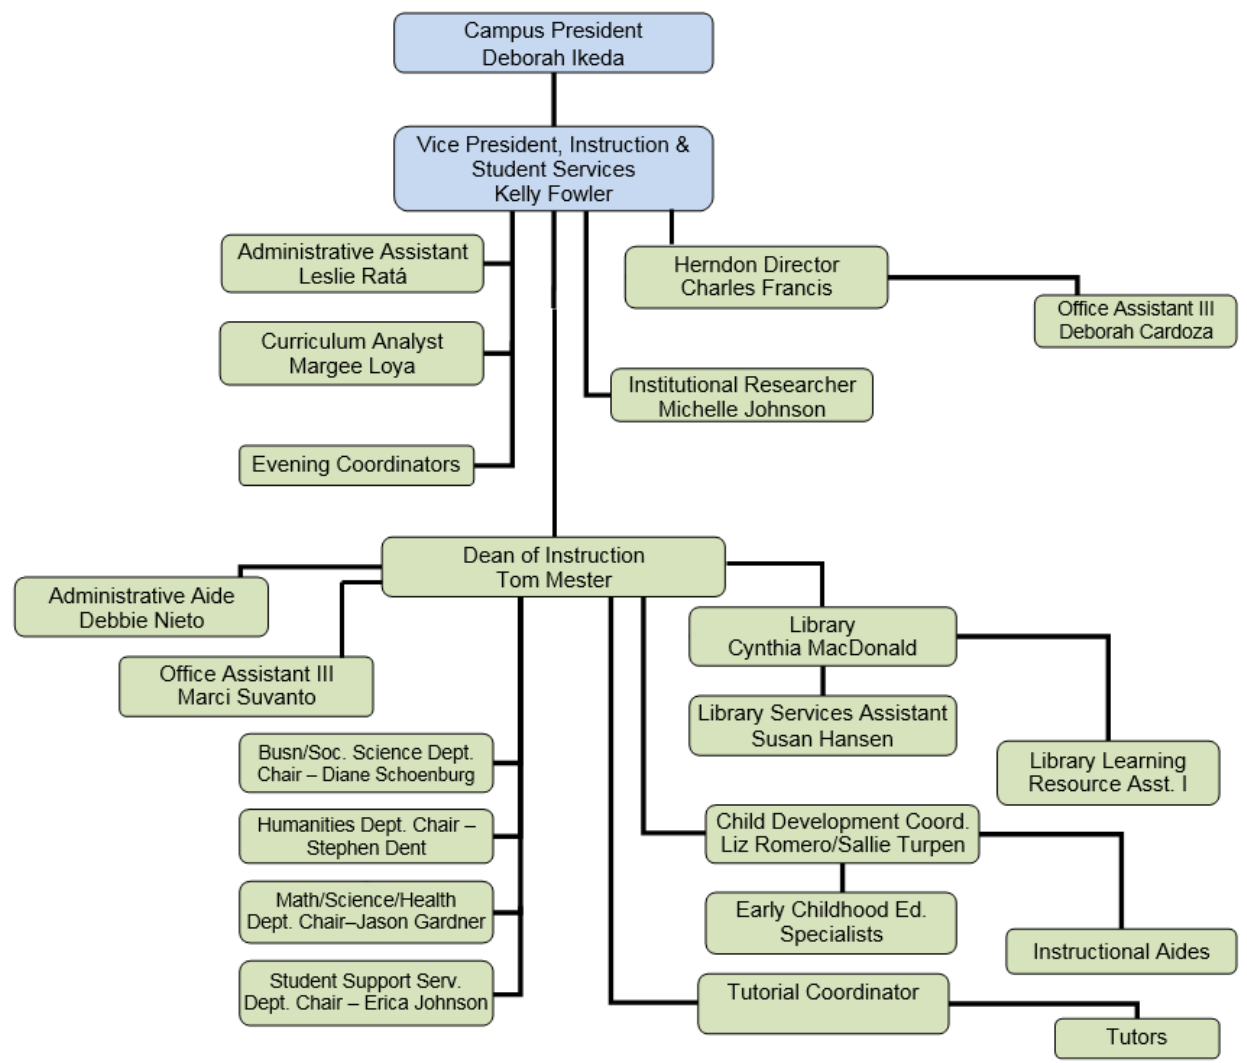 Campus President
Deborah Ikeda
Vice President, Instruction &
Student Services
Kelly Fowler
Administrative Assistant
Leslie Ratá
Herndon Director
Charles Francis
Office Assistant III
Deborah Cardoza
Curriculum Analyst
Margee Loya
Institutional Researcher
Michelle Johnson
Evening Coordinators
Dean of Instruction
Tom Mester
Administrative Aide
Debbie Nieto
Office Assistant III
Marci Suvanto
Library
Cynthia MacDonald
Library Services Assistant
Susan Hansen
Library Learning
Resource Asst. I
Busn/Soc. Science Dept.
Chair – Diane Schoenburg
Humanities Dept. Chair –
Stephen Dent
Math/Science/Health
Dept. Chair–Jason Gardner
Student Support Serv.
Dept. Chair – Erica Johnson
Child Development Coord.
Liz Romero/Sallie Turpen
Early Childhood Ed.
Specialists
Instructional Aides
Tutorial Coordinator
Tutors